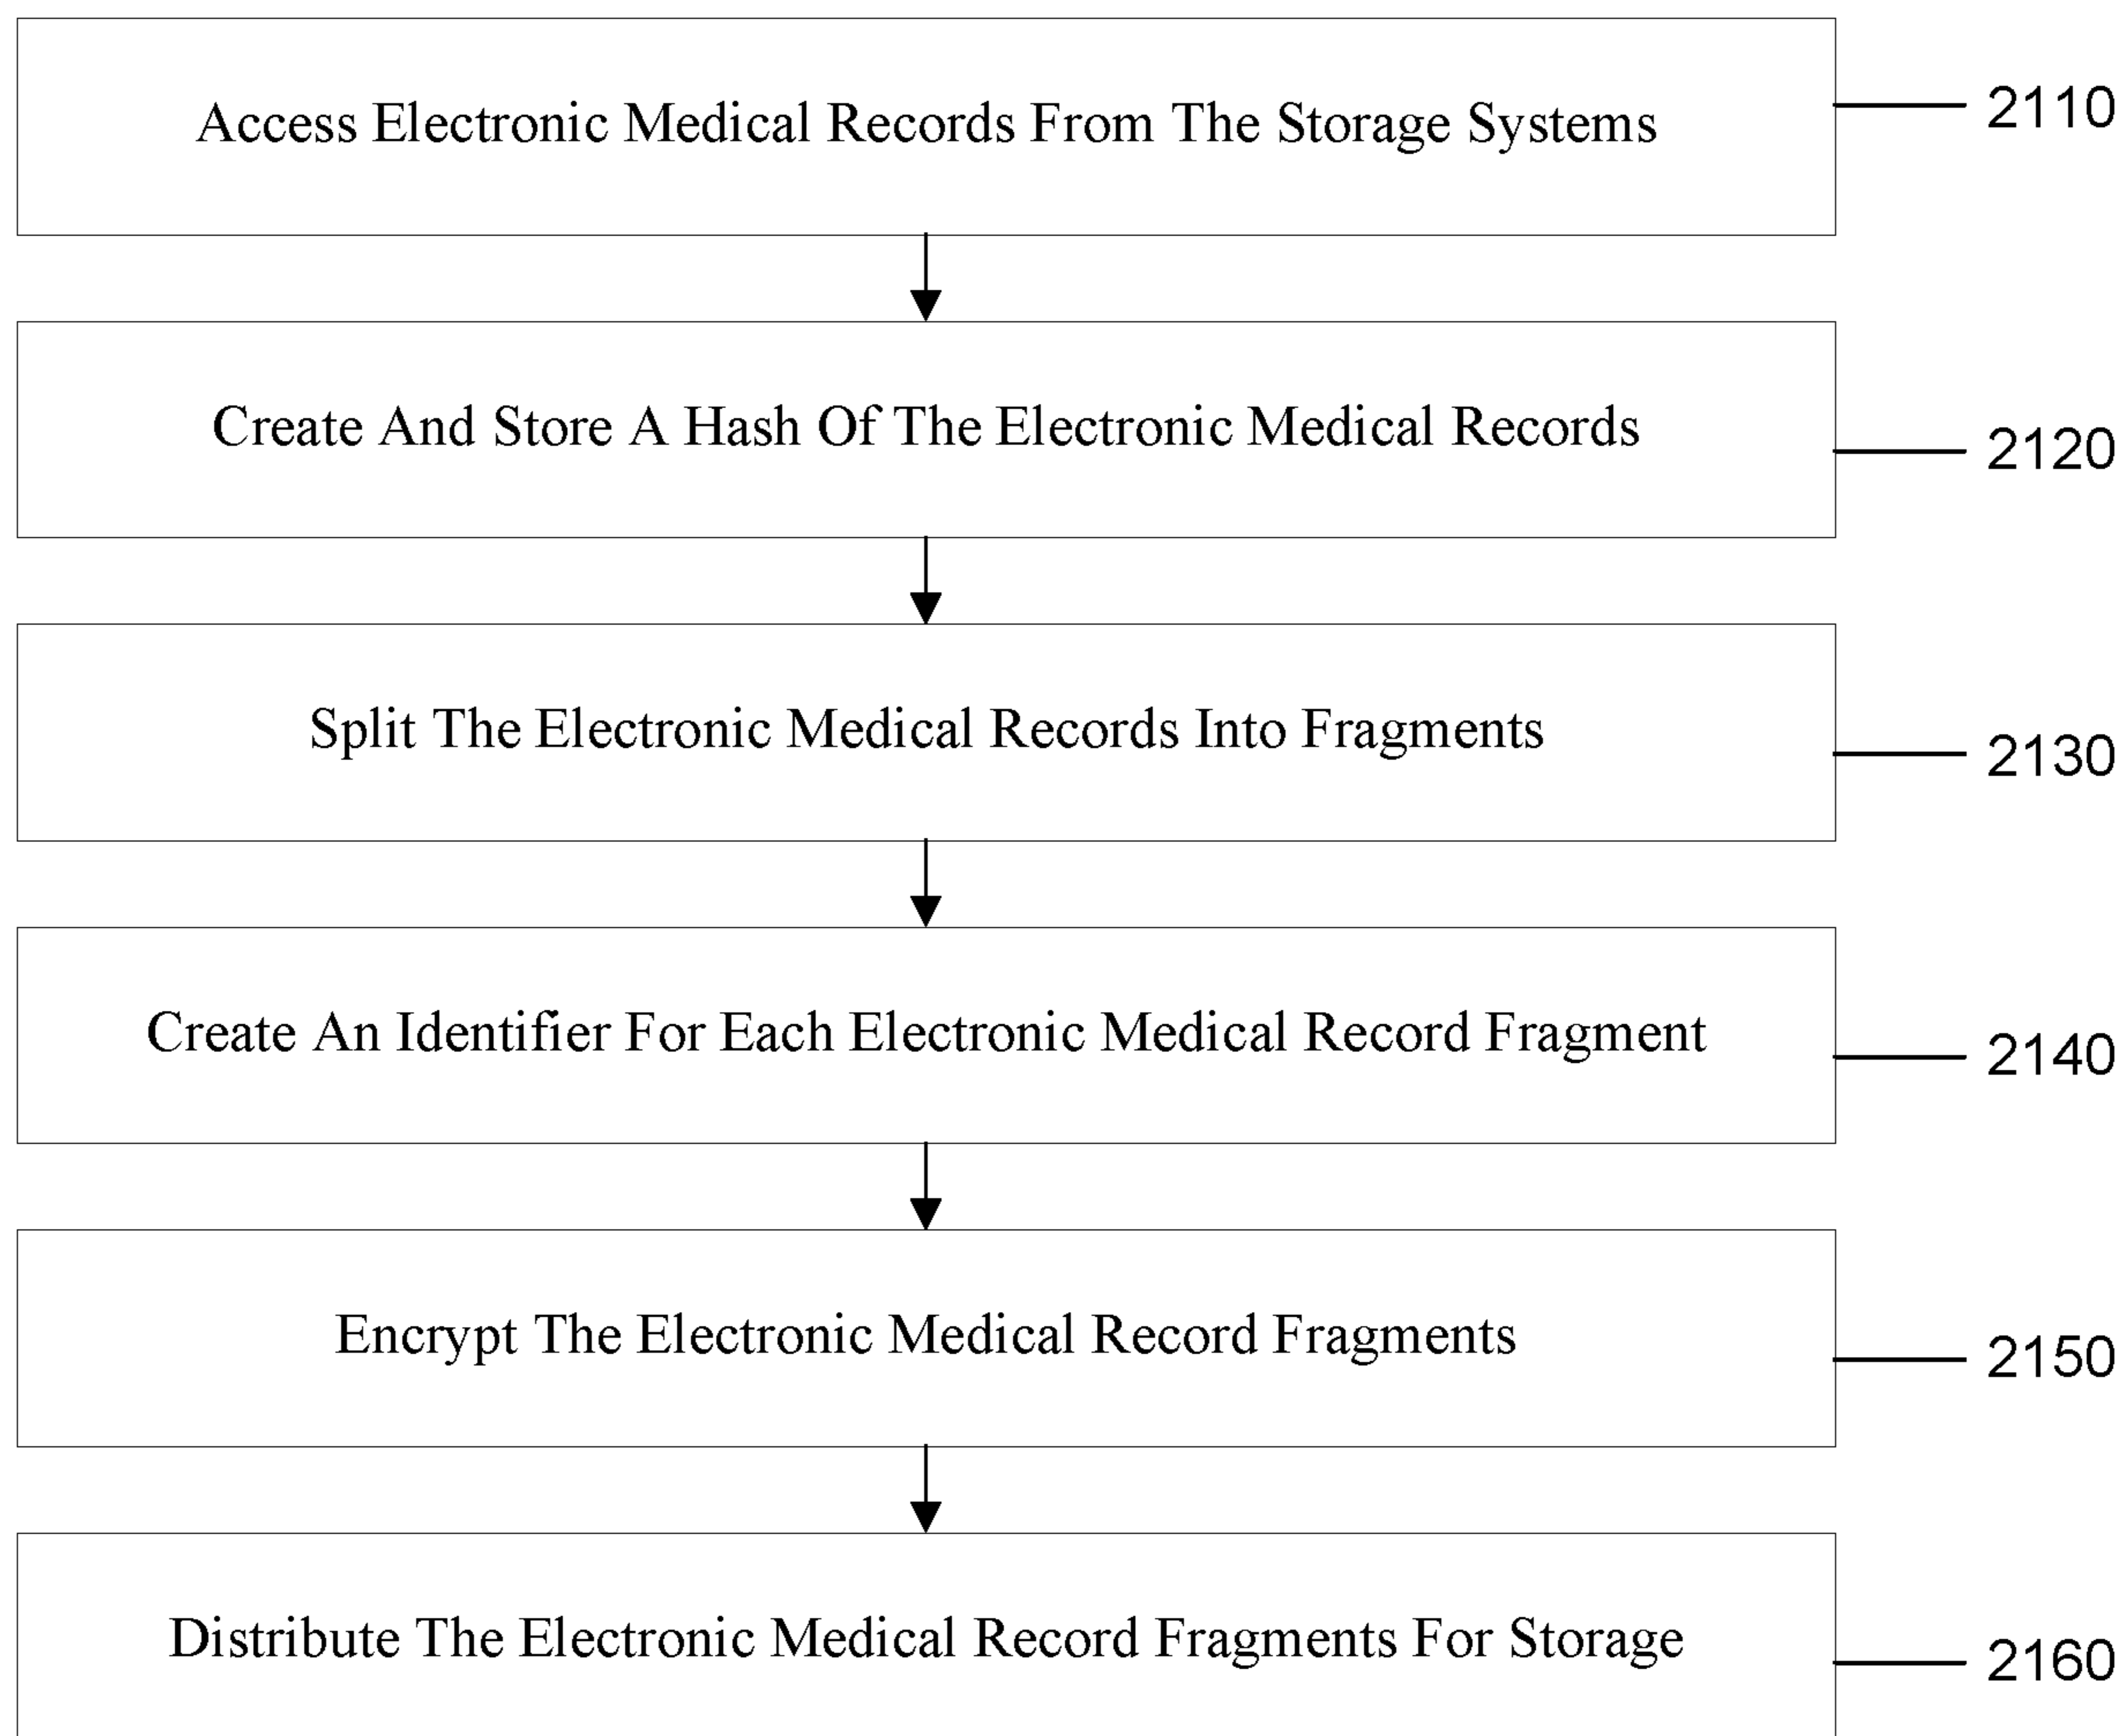 Access Electronic Medical Records From The Storage Systems
2110
Create And Store A Hash Of The Electronic Medical Records
2120
Split The Electronic Medical Records Into Fragments
2130
Create An Identifier For Each Electronic Medical Record Fragment
2140
Encrypt The Electronic Medical Record Fragments
2150
Distribute The Electronic Medical Record Fragments For Storage
2160